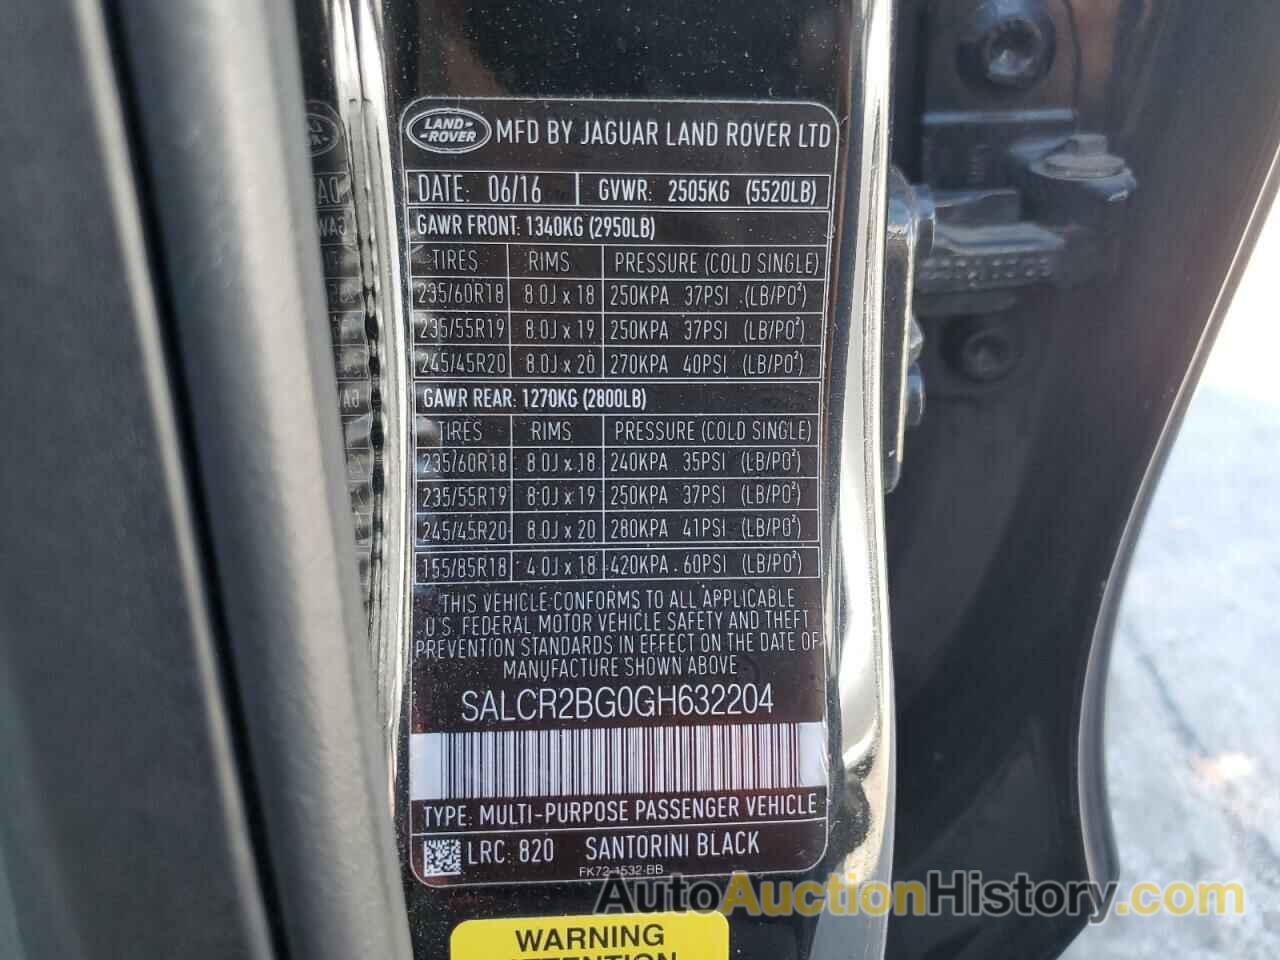 LAND-
-ROVER
MFD BY JAGUAR LAND ROVER LTD
DATE: 06/16 GVWR: 2505KG (5520LB)
GAWR FRONT: 1340KG (2950LB)
TIRES RIMS PRESSURE (COLD SINGLE)
235/60R18 8.0J x 18 250KPA 37PSI (LB/PO²)
235/55R19 8.0J x 19 250KPA 37PSI (LB/PO²)
245/45R20 8.0J x 20 270KPA 40PSI (LB/PO²)
GAWR REAR: 1270KG (2800LB)
TIRES RIMS PRESSURE (COLD SINGLE)
235/60R18 8.0J x 18 240KPA 35PSI (LB/PO²)
235/55R19 8.0J x 19 250KPA 37PSI (LB/PO²)
245/45R20 8.0J x 20 280KPA 41PSI (LB/PO²)
155/85R18 4.0J x 18 420KPA 60PSI (LB/PO²)
THIS VEHICLE CONFORMS TO ALL APPLICABLE
U.S. FEDERAL MOTOR VEHICLE SAFETY AND THEFT
PREVENTION STANDARDS IN EFFECT ON THE DATE OF
MANUFACTURE SHOWN ABOVE
SALCR2BG0GH632204
TYPE: MULTI-PURPOSE PASSENGER VEHICLE
LRC: 820 SANTORINI BLACK
FK72-1532-BB
AutoAuctionHistory.com
WARNING
ATTENTION